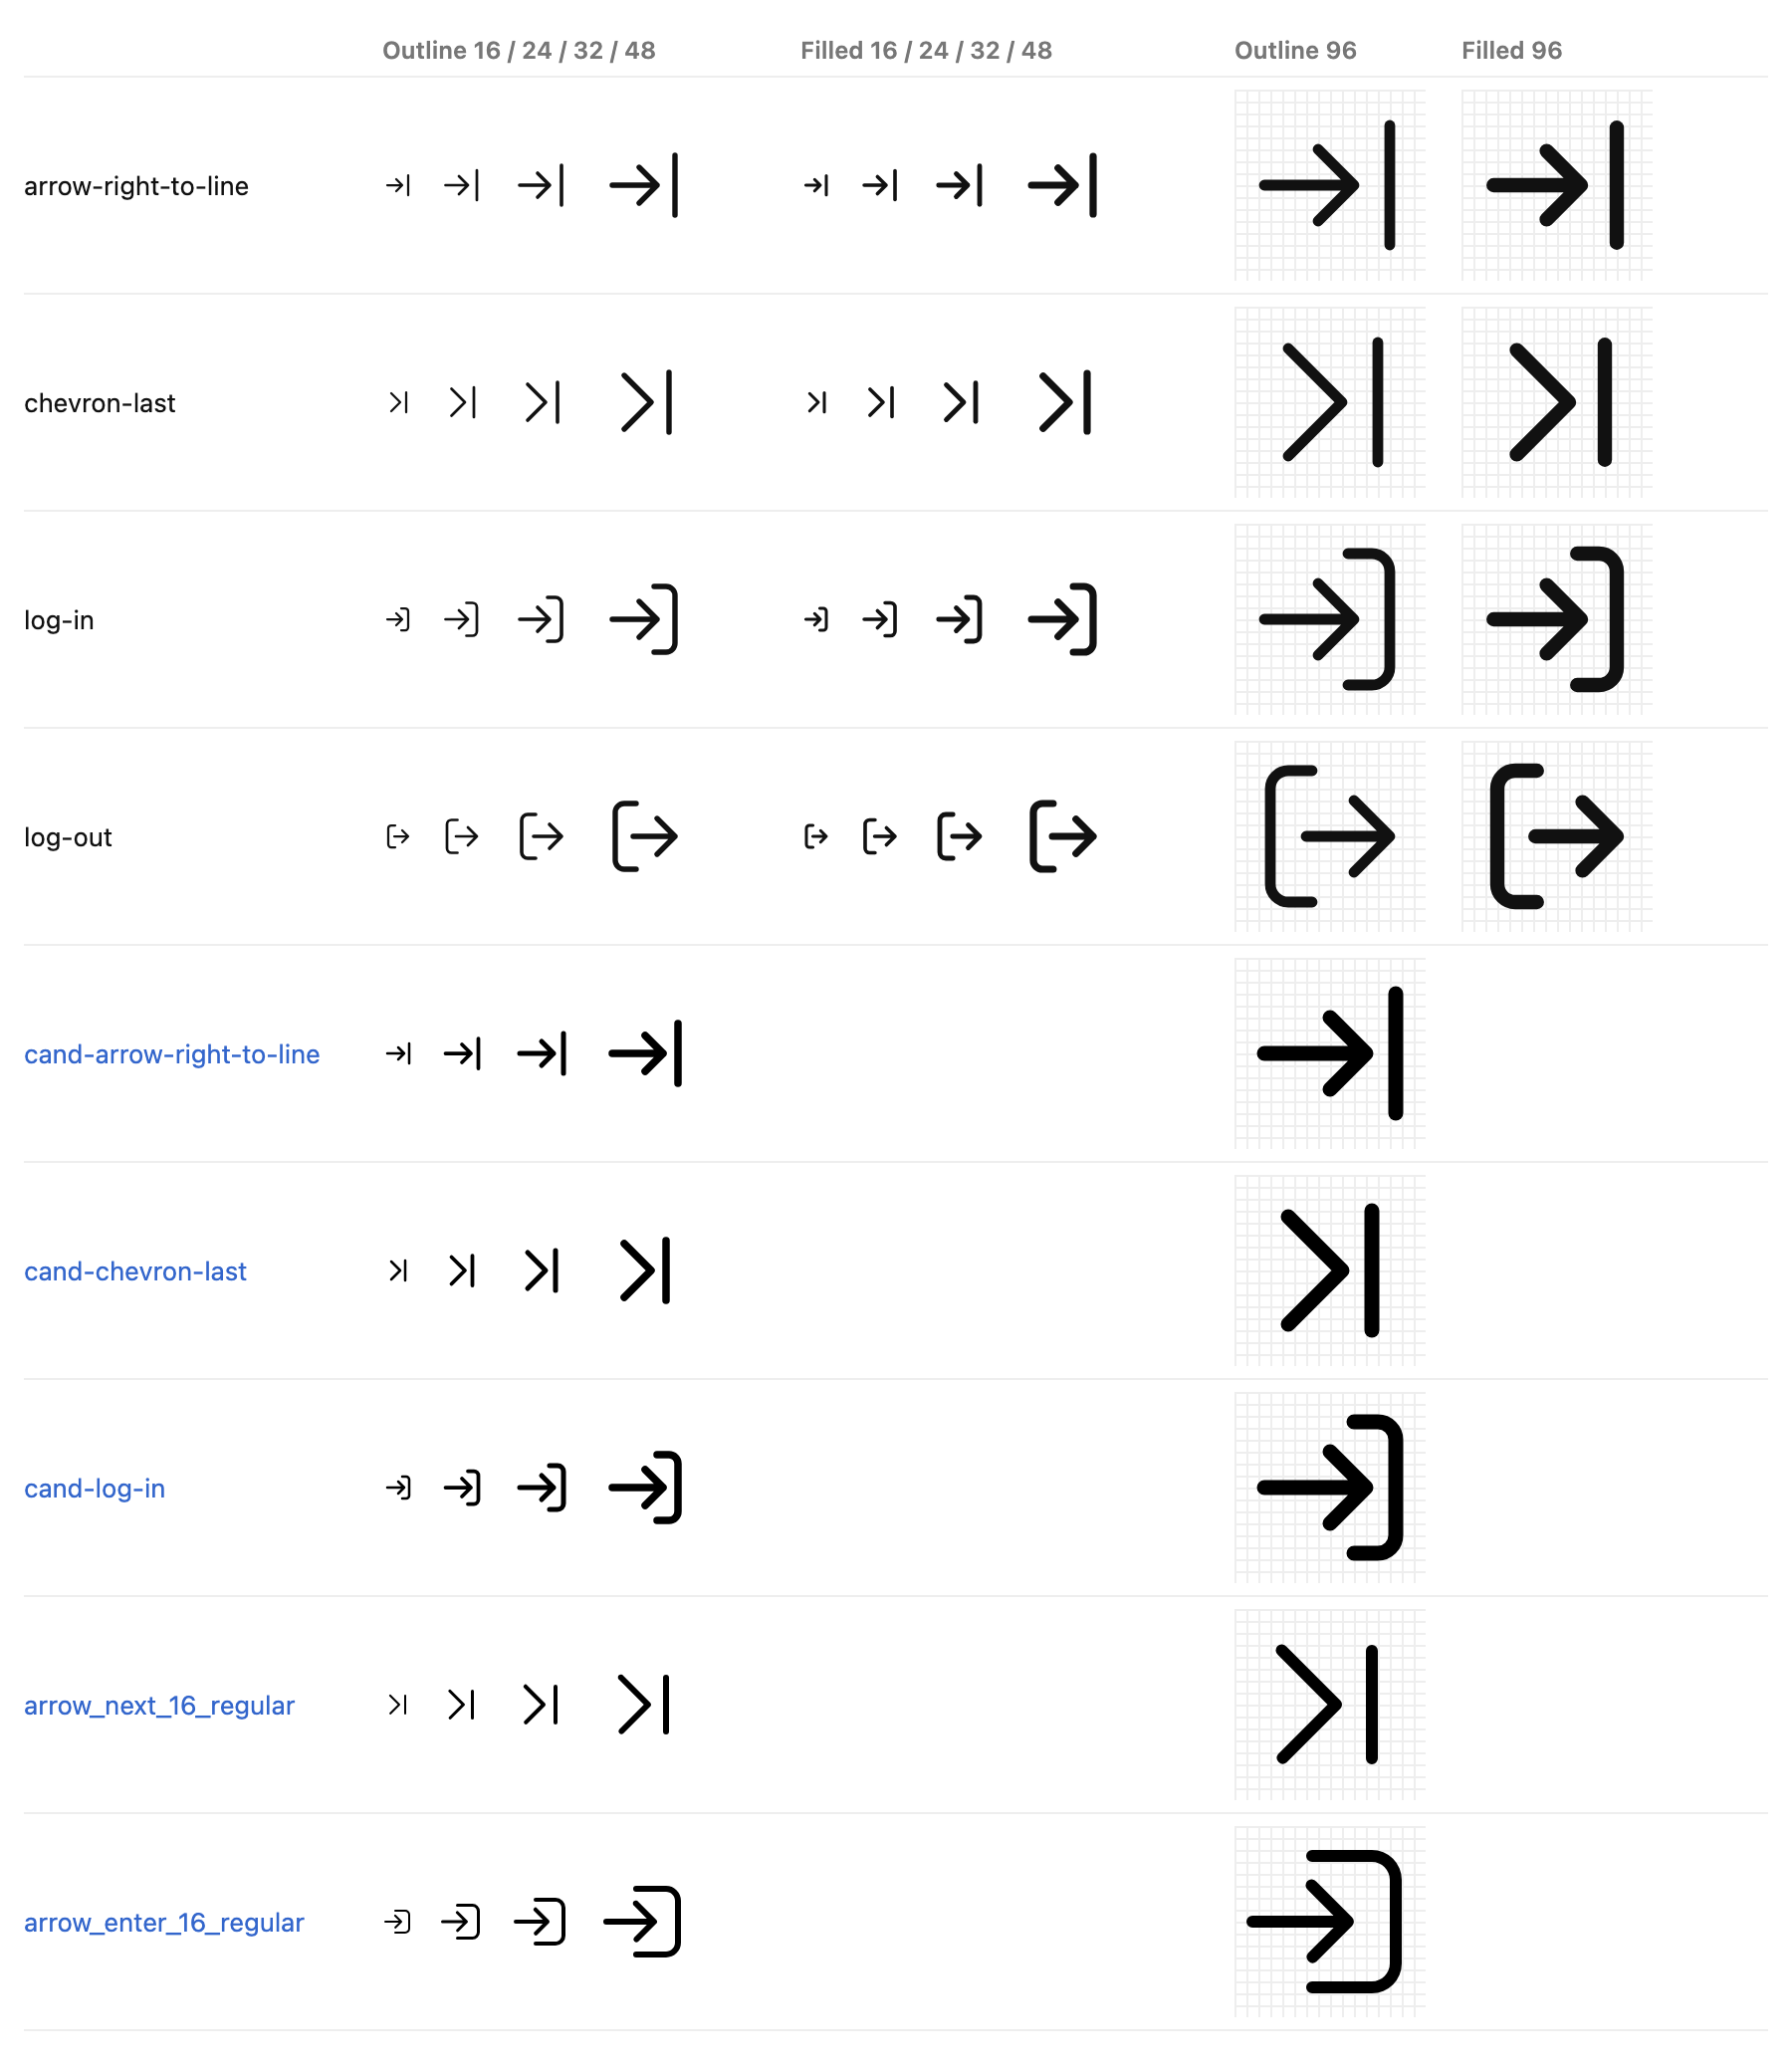 Outline 16 / 24 / 32 / 48 Filled 16 / 24 / 32 / 48 Outline 96 Filled 96
arrow-right-to-line
chevron-last
log-in
log-out
cand-arrow-right-to-line
cand-chevron-last
cand-log-in
arrow_next_16_regular
arrow_enter_16_regular